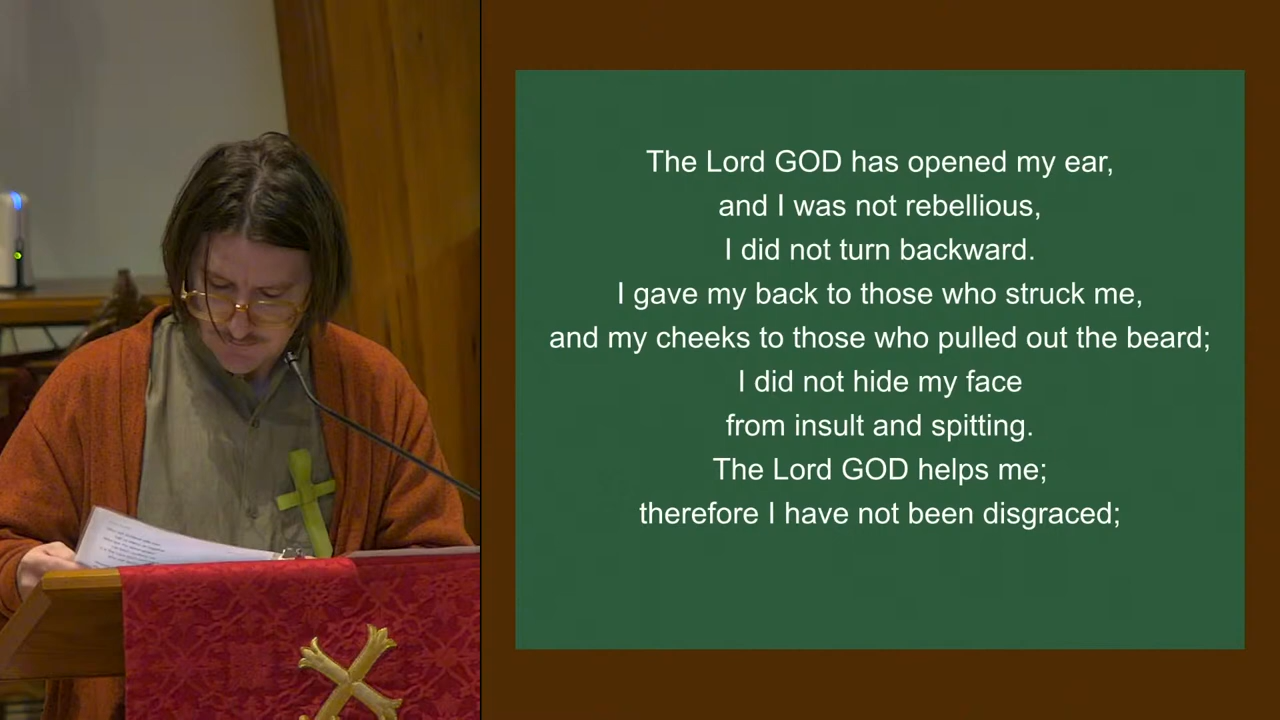 The Lord GOD has opened my ear,
and I was not rebellious,
I did not turn backward.
I gave my back to those who struck me,
and my cheeks to those who pulled out the beard;
I did not hide my face
from insult and spitting.
The Lord GOD helps me;
therefore I have not been disgraced;